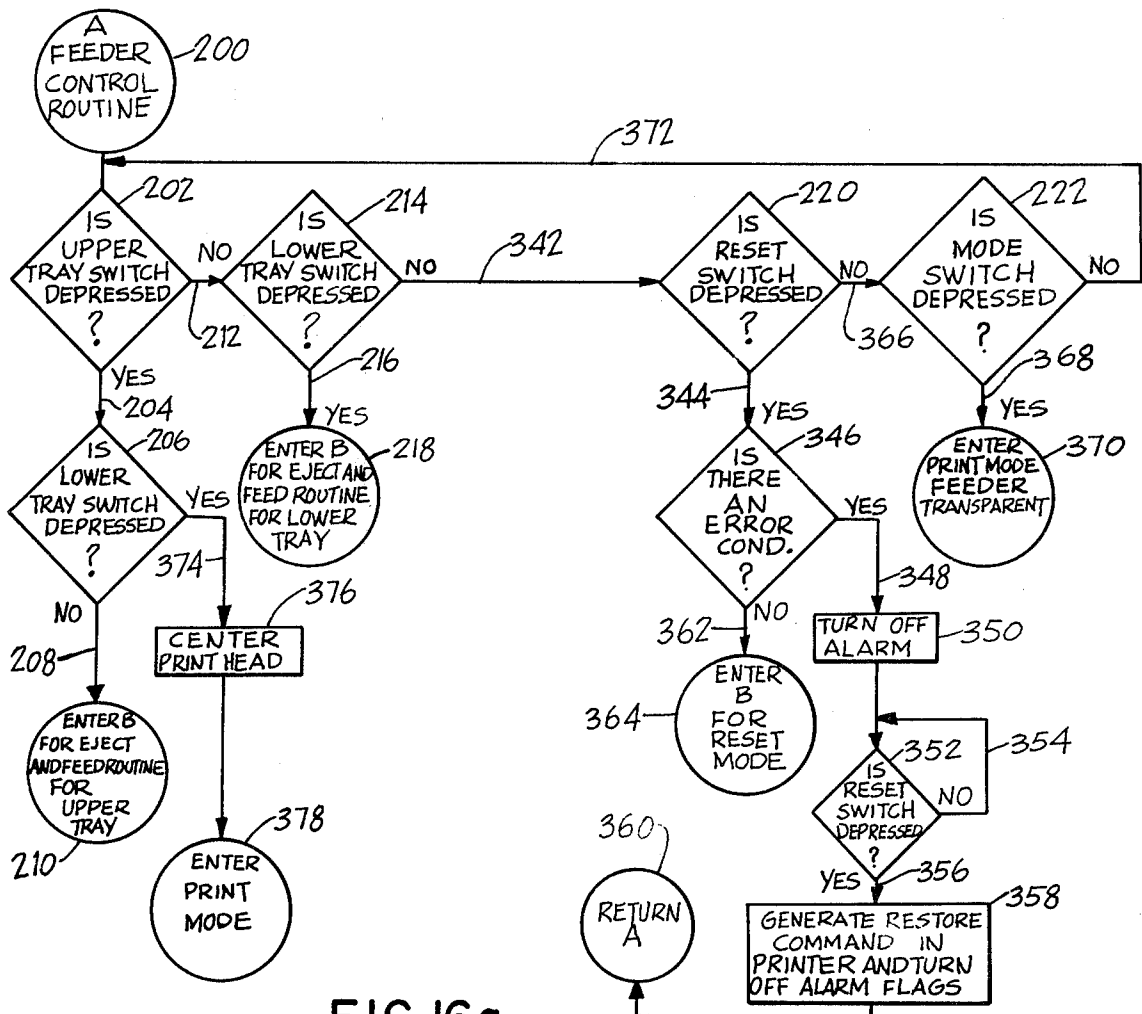 A
FEEDER
CONTROL
ROUTINE
200
372
202
IS
UPPER
TRAY SWITCH
DEPRESSED
?
NO
212
214
IS
LOWER
TRAY SWITCH
DEPRESSED
?
NO
342
220
IS
RESET
SWITCH
DEPRESSED
?
NO
366
222
IS
MODE
SWITCH
DEPRESSED
?
NO
YES
204
206
IS
LOWER
TRAY SWITCH
DEPRESSED
?
YES
374
216
YES
ENTER B
FOR EJECT AND
FEED ROUTINE
FOR LOWER
TRAY
218
344
YES
346
IS
THERE
AN
ERROR
COND.
?
YES
348
368
YES
ENTER
PRINT MODE
FEEDER
TRANSPARENT
370
NO
208
376
CENTER
PRINT HEAD
NO
362
TURN OFF
ALARM
350
ENTER B
FOR EJECT
AND FEED ROUTINE
FOR
UPPER
TRAY
210
ENTER
B
FOR
RESET
MODE
364
352
354
IS
RESET
SWITCH
DEPRESSED
?
NO
378
ENTER
PRINT
MODE
360
RETURN
A
YES
356
358
GENERATE RESTORE
COMMAND IN
PRINTER AND TURN
OFF ALARM FLAGS
FIG. 16a